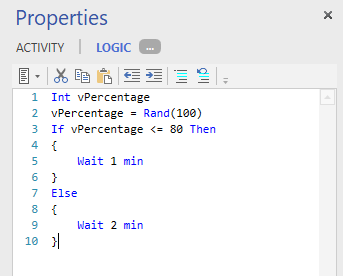 Properties
ACTIVITY LOGIC ...
1 Int vPercentage
2 vPercentage = Rand(100)
3 If vPercentage <= 80 Then
4 {
5 Wait 1 min
6 }
7 Else
8 {
9 Wait 2 min
10 }